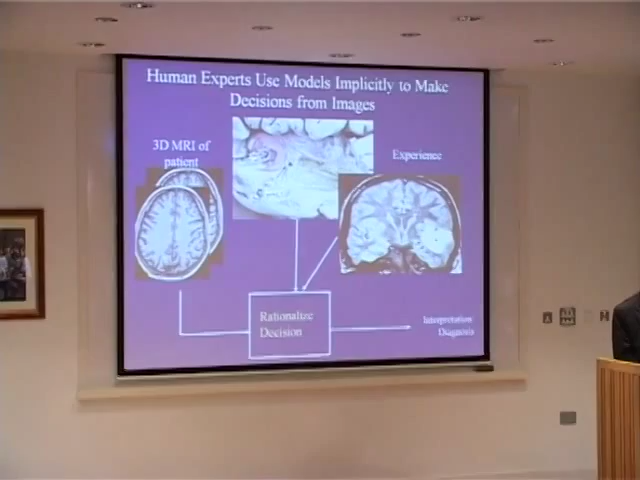 Human Experts Use Models Implicitly to Make
Decisions from Images
3D MRI of
patient
Experience
Rationalize
Decision
Interpretation
Diagnosis